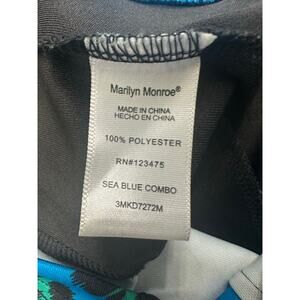 Marilyn Monroe®
MADE IN CHINA
HECHO EN CHINA
100% POLYESTER
RN#123475
SEA BLUE COMBO
3MKD7272M